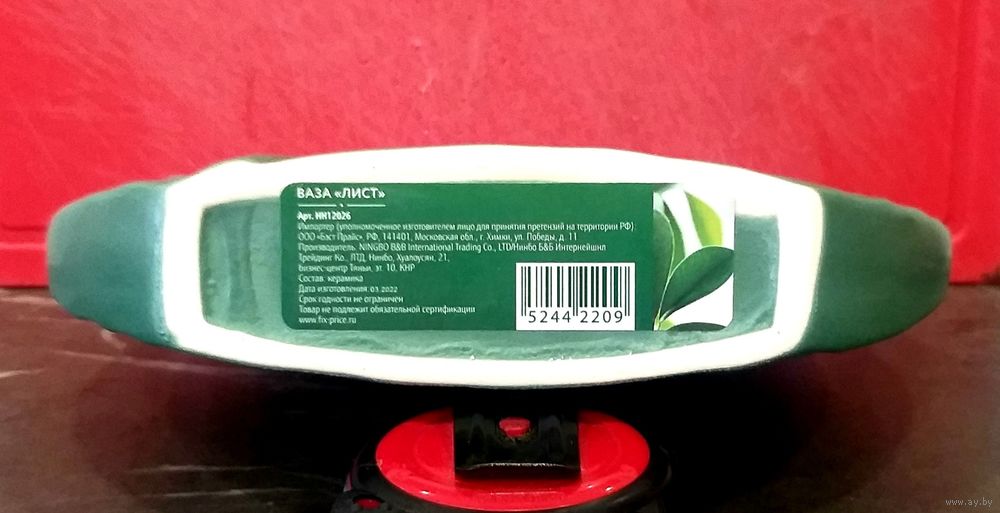 ВАЗА «ЛИСТ»
Арт. НН12026
Импортер (уполномоченное изготовителем лицо для принятия претензий на территории РФ):
ООО «Бэст Прайс», РФ, 141401, Московская обл., г. Химки, ул. Победы, д. 11
Производитель: NINGBO B&B International Trading Co., LTD/Нинбо Б&Б Интернейшнл
Трейдинг Ко., ЛТД, Нинбо, Хуалоусян, 21,
бизнес-центр Тяньи, эт. 10, КНР
Состав: керамика
Дата изготовления: 03.2022
Срок годности не ограничен
Товар не подлежит обязательной сертификации
www.fix-price.ru
5244 2209
www.ay.by